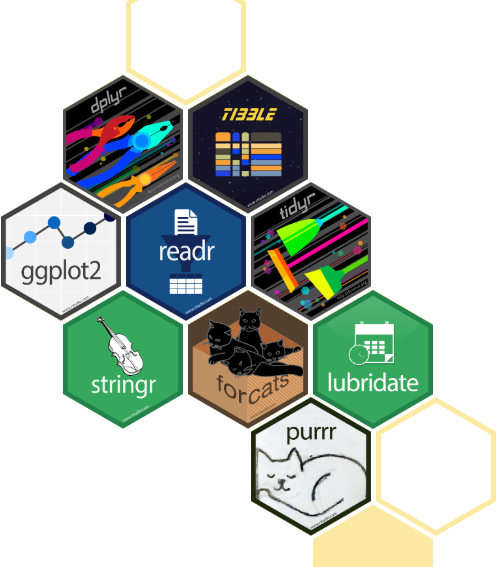 dplyr
TIBBLE
ggplot2
readr
tidyr
stringr
forcats
lubridate
purrr